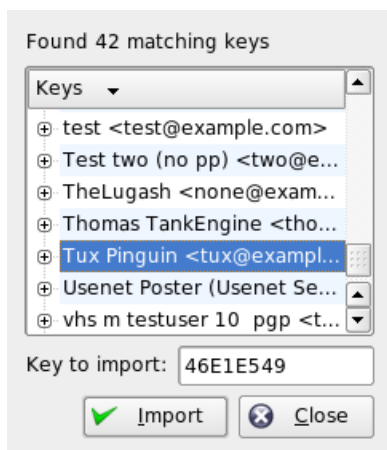 Found 42 matching keys
Keys
test <test@example.com>
Test two (no pp) <two@e...
TheLugash <none@exam...
Thomas TankEngine <tho...
Tux Pinguin <tux@exampl...
Usenet Poster (Usenet Se...
vhs m testuser 10 pgp <t...
Key to import: 46E1E549
Import Close